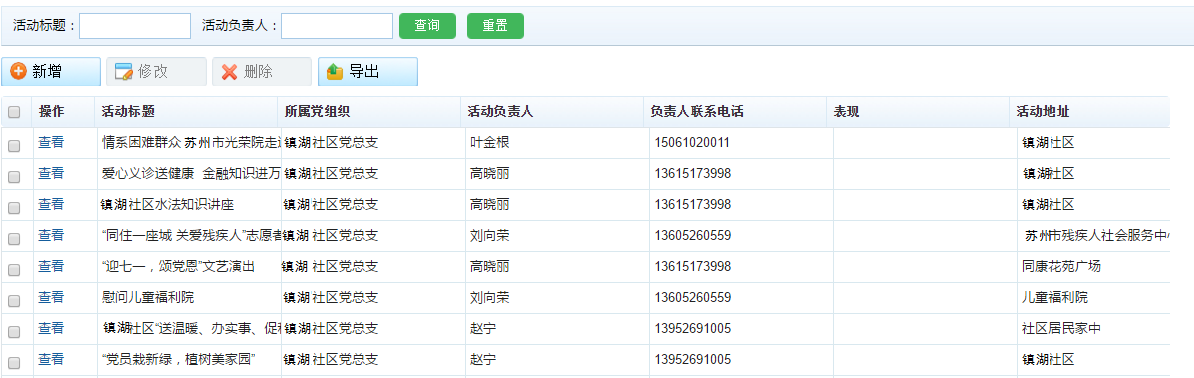 活动标题： 活动负责人： 查询 重置
新增 修改 删除 导出
操作 活动标题 所属党组织 活动负责人 负责人联系电话 表现 活动地址
查看 情系困难群众 苏州市光荣院走 镇湖社区党总支 叶金根 15061020011 镇湖社区
查看 爱心义诊送健康 金融知识进万 镇湖社区党总支 高晓丽 13615173998 镇湖社区
查看 镇湖社区水法知识讲座 镇湖社区党总支 高晓丽 13615173998 镇湖社区
查看 “同住一座城 关爱残疾人”志愿者 镇湖社区党总支 刘向荣 13605260559 苏州市残疾人社会服务中心
查看 “迎七一，颂党恩”文艺演出 镇湖社区党总支 高晓丽 13615173998 同康花苑广场
查看 慰问儿童福利院 镇湖社区党总支 刘向荣 13605260559 儿童福利院
查看 镇湖社区“送温暖、办实事、促 镇湖社区党总支 赵宁 13952691005 社区居民家中
查看 “党员栽新绿，植树美家园” 镇湖社区党总支 赵宁 13952691005 镇湖社区